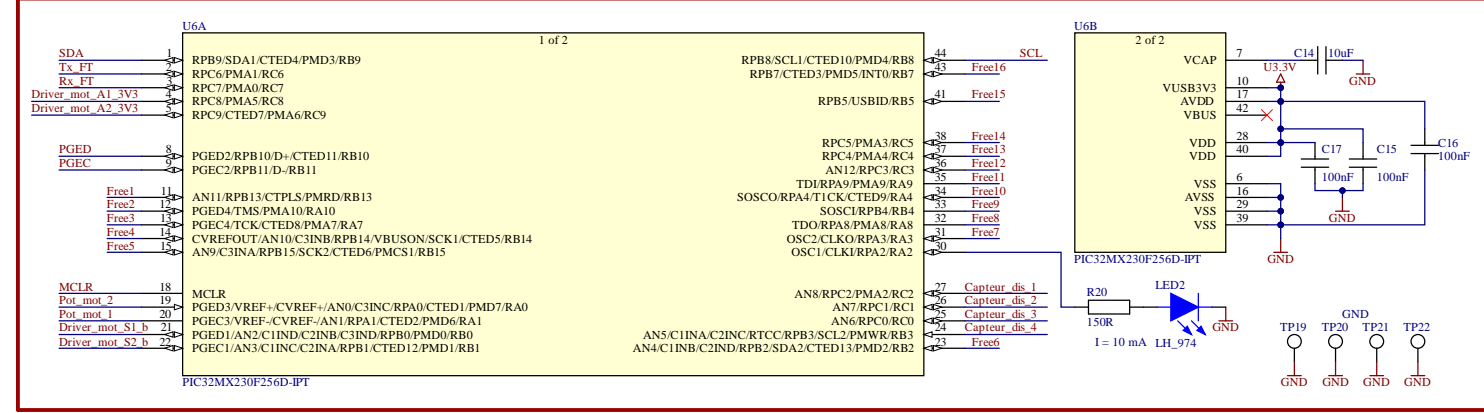 U6A
1 of 2
SDA 1 RPB9/SDA1/CTED4/PMD3/RB9
Tx_FT 2 RPC6/PMA1/RC6
Rx_FT 3 RPC7/PMA0/RC7
Driver_mot_A1_3V3 4 RPC8/PMA5/RC8
Driver_mot_A2_3V3 5 RPC9/CTED7/PMA6/RC9
PGED 8 PGED2/RPB10/D+/CTED11/RB10
PGEC 9 PGEC2/RPB11/D-/RB11
Free1 11 AN11/RPB13/CTPLS/PMRD/RB13
Free2 12 PGED4/TMS/PMA10/RA10
Free3 13 PGEC4/TCK/CTED8/PMA7/RA7
Free4 14 CVREFOUT/AN10/C3INB/RPB14/VBUSON/SCK1/CTED5/RB14
Free5 15 AN9/C3INA/RPB15/SCK2/CTED6/PMCS1/RB15
MCLR 18 MCLR
Pot_mot_2 19 PGED3/VREF+/CVREF+/AN0/C3INC/RPA0/CTED1/PMD7/RA0
Pot_mot_1 20 PGEC3/VREF-/CVREF-/AN1/RPA1/CTED2/PMD6/RA1
Driver_mot_S1_b 21 PGED1/AN2/C1IND/C2INB/C3IND/RPB0/PMD0/RB0
Driver_mot_S2_b 22 PGEC1/AN3/C1INC/C2INA/RPB1/CTED12/PMD1/RB1
RPB8/SCL1/CTED10/PMD4/RB8 44 SCL
RPB7/CTED3/PMD5/INT0/RB7 43 Free16
RPB5/USBID/RB5 41 Free15
RPC5/PMA3/RC5 38 Free14
RPC4/PMA4/RC4 37 Free13
AN12/RPC3/RC3 36 Free12
TDI/RPA9/PMA9/RA9 35 Free11
SOSCO/RPA4/T1CK/CTED9/RA4 34 Free10
SOSCI/RPB4/RB4 33 Free9
TDO/RPA8/PMA8/RA8 32 Free8
OSC2/CLKO/RPA3/RA3 31 Free7
OSC1/CLKI/RPA2/RA2 30
AN8/RPC2/PMA2/RC2 27 Capteur_dis_1
AN7/RPC1/RC1 26 Capteur_dis_2
AN6/RPC0/RC0 25 Capteur_dis_3
AN5/C1INA/C2INC/RTCC/RPB3/SCL2/PMWR/RB3 24 Capteur_dis_4
AN4/C1INB/C2IND/RPB2/SDA2/CTED13/PMD2/RB2 23 Free6
PIC32MX230F256D-IPT
U6B
2 of 2
VCAP 7
VUSB3V3 10
AVDD 17
VBUS 42
VDD 28
VDD 40
VSS 6
AVSS 16
VSS 29
VSS 39
PIC32MX230F256D-IPT
C14 10uF
GND
U3.3V
C17 100nF
C15 100nF
C16 100nF
GND
GND
R20
150R
LED2
GND
I = 10 mA LH_974
GND
TP19 TP20 TP21 TP22
GND GND GND GND